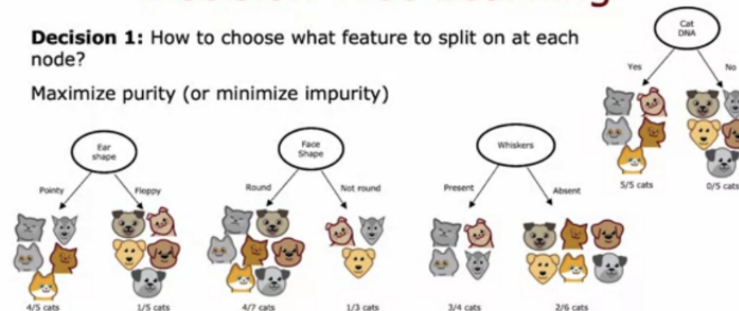 Decision 1: How to choose what feature to split on at each
node?
Maximize purity (or minimize impurity)
Cat
DNA
Yes
No
5/5 cats
0/5 cats
Ear
shape
Pointy
Floppy
4/5 cats
1/5 cats
Face
Shape
Round
Not round
4/7 cats
1/3 cats
Whiskers
Present
Absent
3/4 cats
2/6 cats